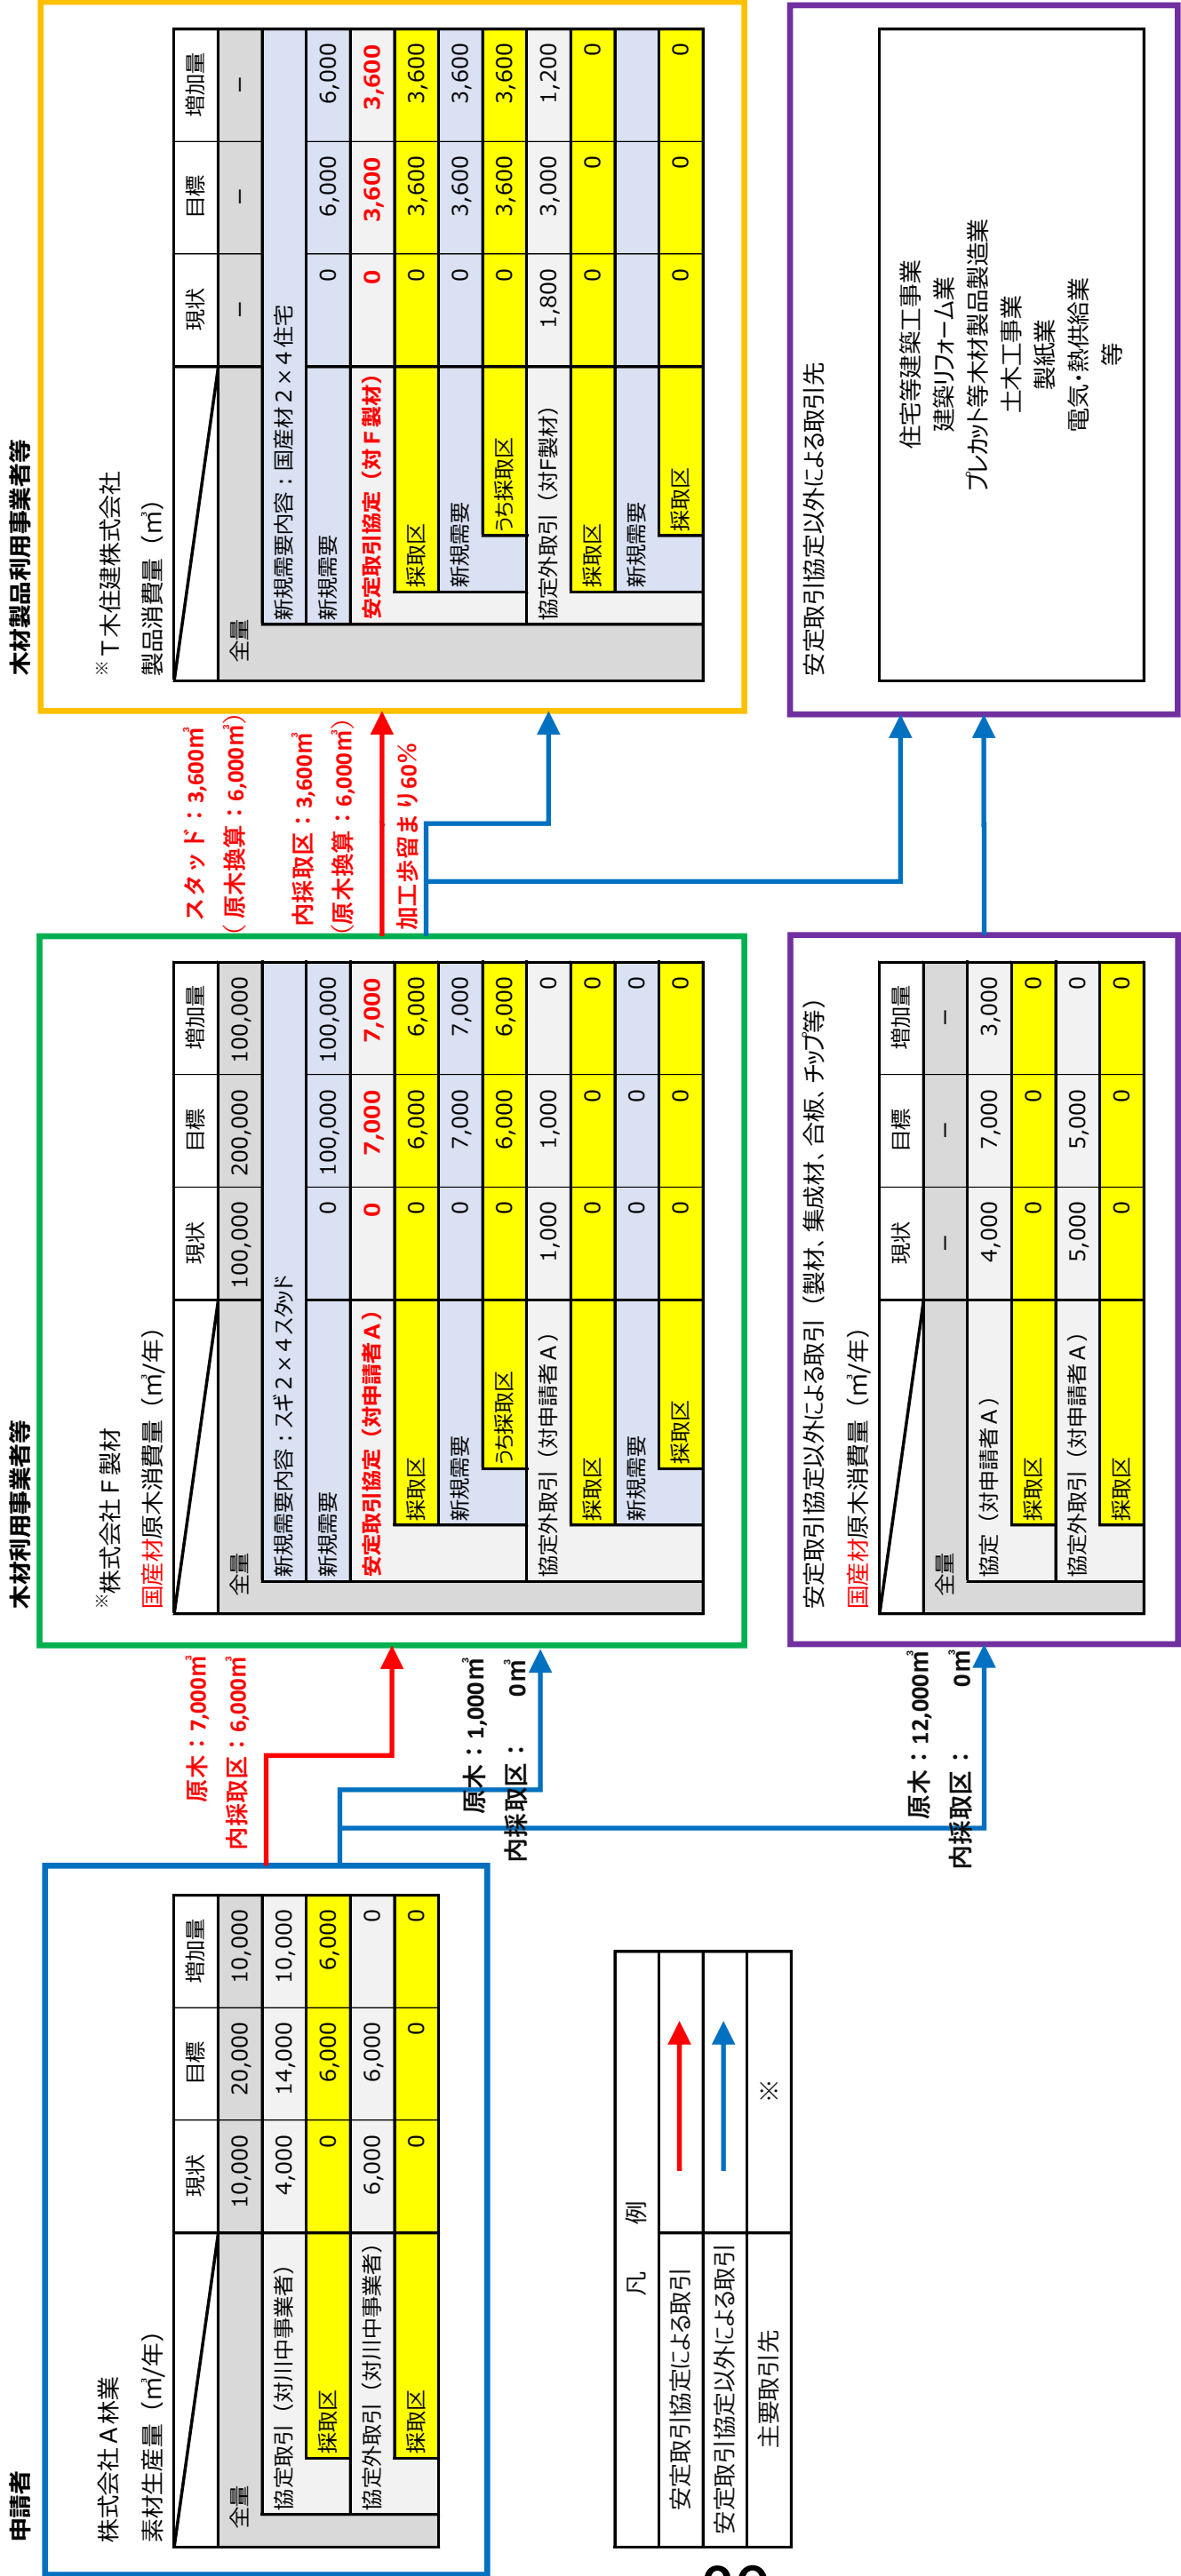 申請者
株式会社A林業
素材生産量（㎥/年）
現状 目標 増加量
全量 10,000 20,000 10,000
協定取引（対川中事業者） 4,000 14,000 10,000
採取区 0 6,000 6,000
協定外取引（対川中事業者） 6,000 6,000 0
採取区 0 0 0
凡　例
安定取引協定による取引
安定取引協定以外による取引
主要取引先 ※
原木：7,000㎥
内採取区：6,000㎥
原木：1,000㎥
内採取区：　0㎥
原木：12,000㎥
内採取区：　0㎥
木材利用事業者等
※株式会社F製材
国産材原木消費量（㎥/年）
現状 目標 増加量
全量 100,000 200,000 100,000
新規需要内容：スギ2×4スタッド
新規需要 0 100,000 100,000
安定取引協定（対申請者A） 0 7,000 7,000
採取区 0 6,000 6,000
新規需要 0 7,000 7,000
うち採取区 0 6,000 6,000
協定外取引（対申請者A） 1,000 1,000 0
採取区 0 0 0
新規需要 0 0 0
採取区 0 0 0
安定取引協定以外による取引（製材、集成材、合板、チップ等）
国産材原木消費量（㎥/年）
現状 目標 増加量
全量 － － －
協定（対申請者A） 4,000 7,000 3,000
採取区 0 0 0
協定外取引（対申請者A） 5,000 5,000 0
採取区 0 0 0
スタッド：3,600㎥
（原木換算：6,000㎥）
内採取区：3,600㎥
（原木換算：6,000㎥）
加工歩留まり60%
木材製品利用事業者等
※T木住建株式会社
製品消費量（㎥）
現状 目標 増加量
全量 － － －
新規需要内容：国産材2×4住宅
新規需要 0 6,000 6,000
安定取引協定（対F製材） 0 3,600 3,600
採取区 0 3,600 3,600
新規需要 0 3,600 3,600
うち採取区 0 3,600 3,600
協定外取引（対F製材） 1,800 3,000 1,200
採取区 0 0 0
新規需要
採取区 0 0 0
安定取引協定以外による取引先
住宅等建築工事業
建築リフォーム業
プレカット等木材製品製造業
土木工事業
製紙業
電気・熱供給業
等